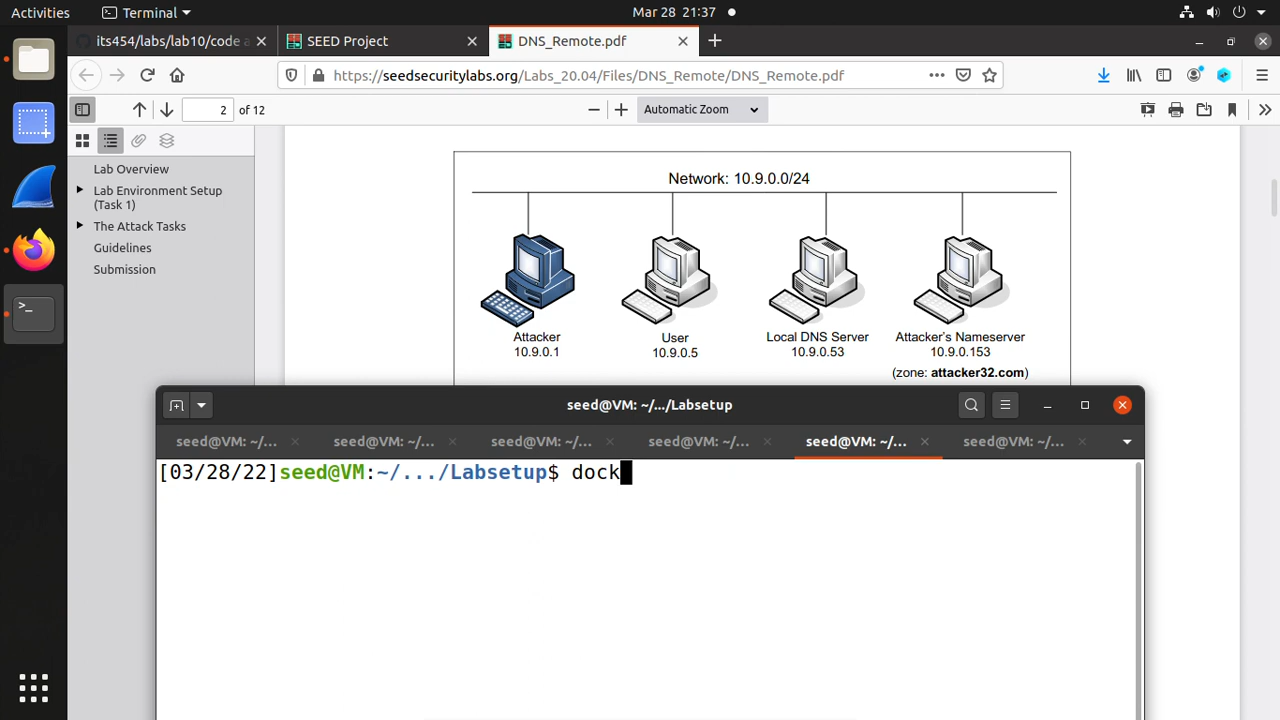 Activities
Terminal
Mar 28 21:37
its454/labs/lab10/code a
SEED Project
DNS_Remote.pdf
https://seedsecuritylabs.org/Labs_20.04/Files/DNS_Remote/DNS_Remote.pdf
2 of 12
Automatic Zoom
Lab Overview
Lab Environment Setup
(Task 1)
The Attack Tasks
Guidelines
Submission
Network: 10.9.0.0/24
Attacker
10.9.0.1
User
10.9.0.5
Local DNS Server
10.9.0.53
Attacker's Nameserver
10.9.0.153
(zone: attacker32.com)
seed@VM: ~/.../Labsetup
seed@VM: ~/...
seed@VM: ~/...
seed@VM: ~/...
seed@VM: ~/...
seed@VM: ~/...
seed@VM: ~/...
[03/28/22]seed@VM:~/.../Labsetup$ dock